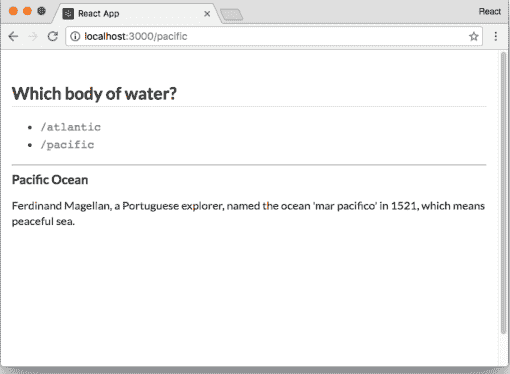 React App
React
localhost:3000/pacific
Which body of water?
/atlantic
/pacific
Pacific Ocean
Ferdinand Magellan, a Portuguese explorer, named the ocean 'mar pacifico' in 1521, which means
peaceful sea.